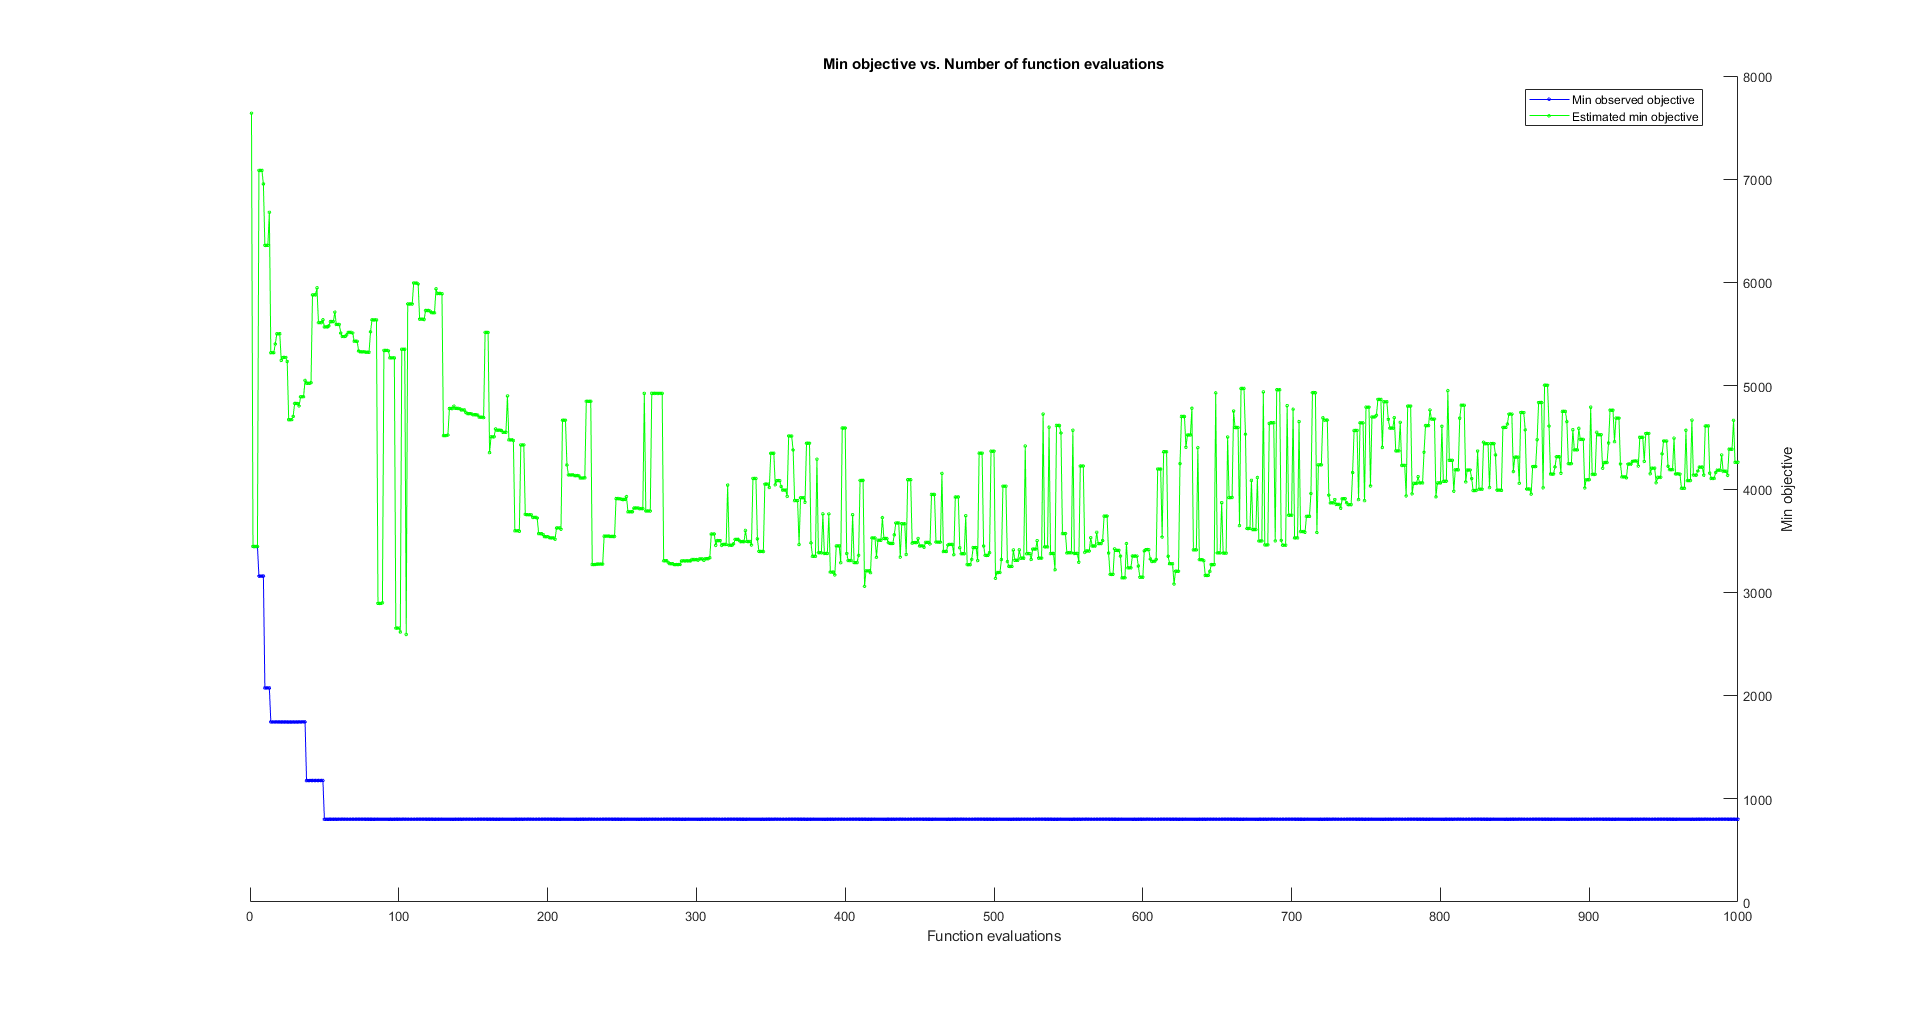 Min objective vs. Number of function evaluations
Min observed objective
Estimated min objective
8000
7000
6000
5000
4000
3000
2000
1000
0
Min objective
0 100 200 300 400 500 600 700 800 900 1000
Function evaluations